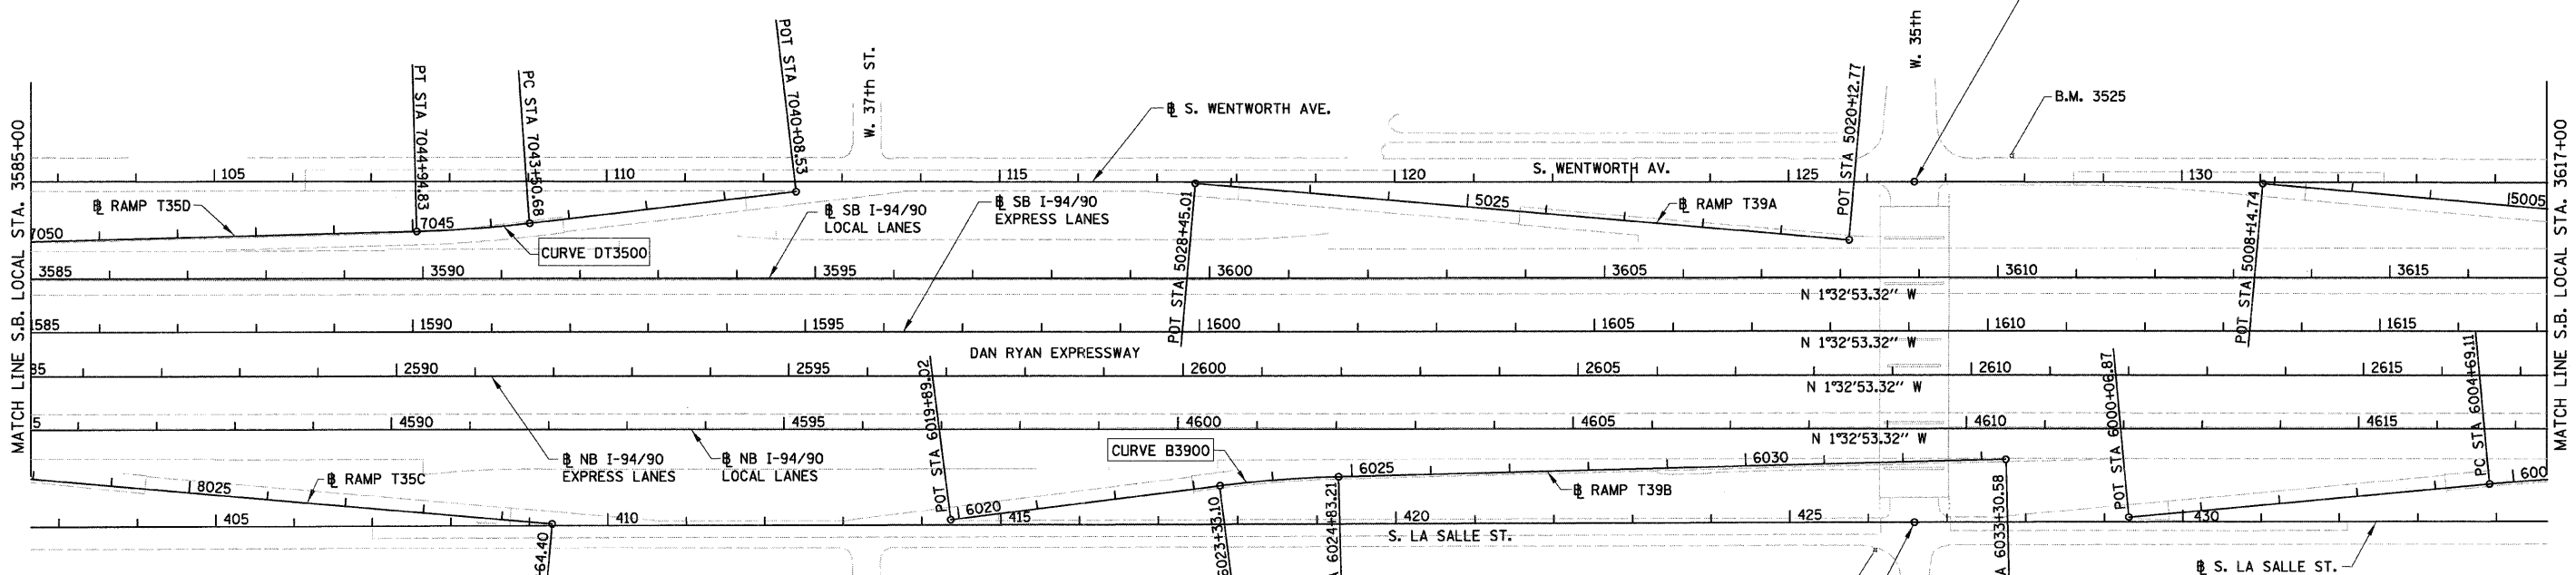 MATCH LINE S.B. LOCAL STA. 3585+00
PT STA 7044+94.83
PC STA 7043+50.68
POT STA 7040+08.53
W. 37th ST.
℄ S. WENTWORTH AVE.
POT STA 5020+12.77
W. 35th
B.M. 3525
MATCH LINE S.B. LOCAL STA. 3617+00
105
110
115
120
S. WENTWORTH AV.
125
130
℄ RAMP T35D
7050
7045
CURVE DT3500
℄ SB I-94/90
LOCAL LANES
℄ SB I-94/90
EXPRESS LANES
POT STA 5028+45.01
5025
℄ RAMP T39A
POT STA 5008+14.74
5005
3585
3590
3595
3600
3605
3610
3615
N 1°32'53.32'' W
1585
1590
1595
1600
1605
1610
1615
N 1°32'53.32'' W
DAN RYAN EXPRESSWAY
85
2590
2595
2600
2605
2610
2615
N 1°32'53.32'' W
5
4590
4595
4600
4605
4610
4615
N 1°32'53.32'' W
POT STA 6019+89.02
POT STA 6000+06.87
PC STA 6004+69.11
℄ NB I-94/90
EXPRESS LANES
℄ NB I-94/90
LOCAL LANES
CURVE B3900
8025
℄ RAMP T35C
6020
6025
℄ RAMP T39B
6030
600
405
410
415
420
425
430
64.40
6023+33.10
A 6024+83.21
S. LA SALLE ST.
A 6033+30.58
℄ S. LA SALLE ST.